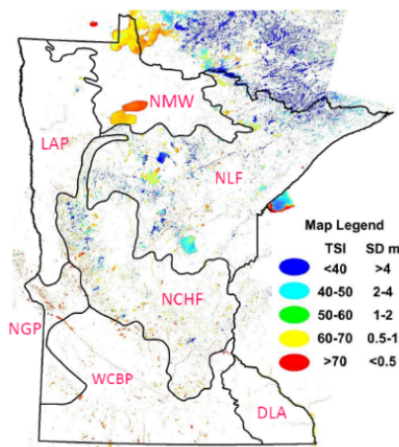 NMW
LAP
NLF
Map Legend
TSI SD m
<40 >4
40-50 2-4
50-60 1-2
60-70 0.5-1
>70 <0.5
NCHF
NGP
WCBP
DLA